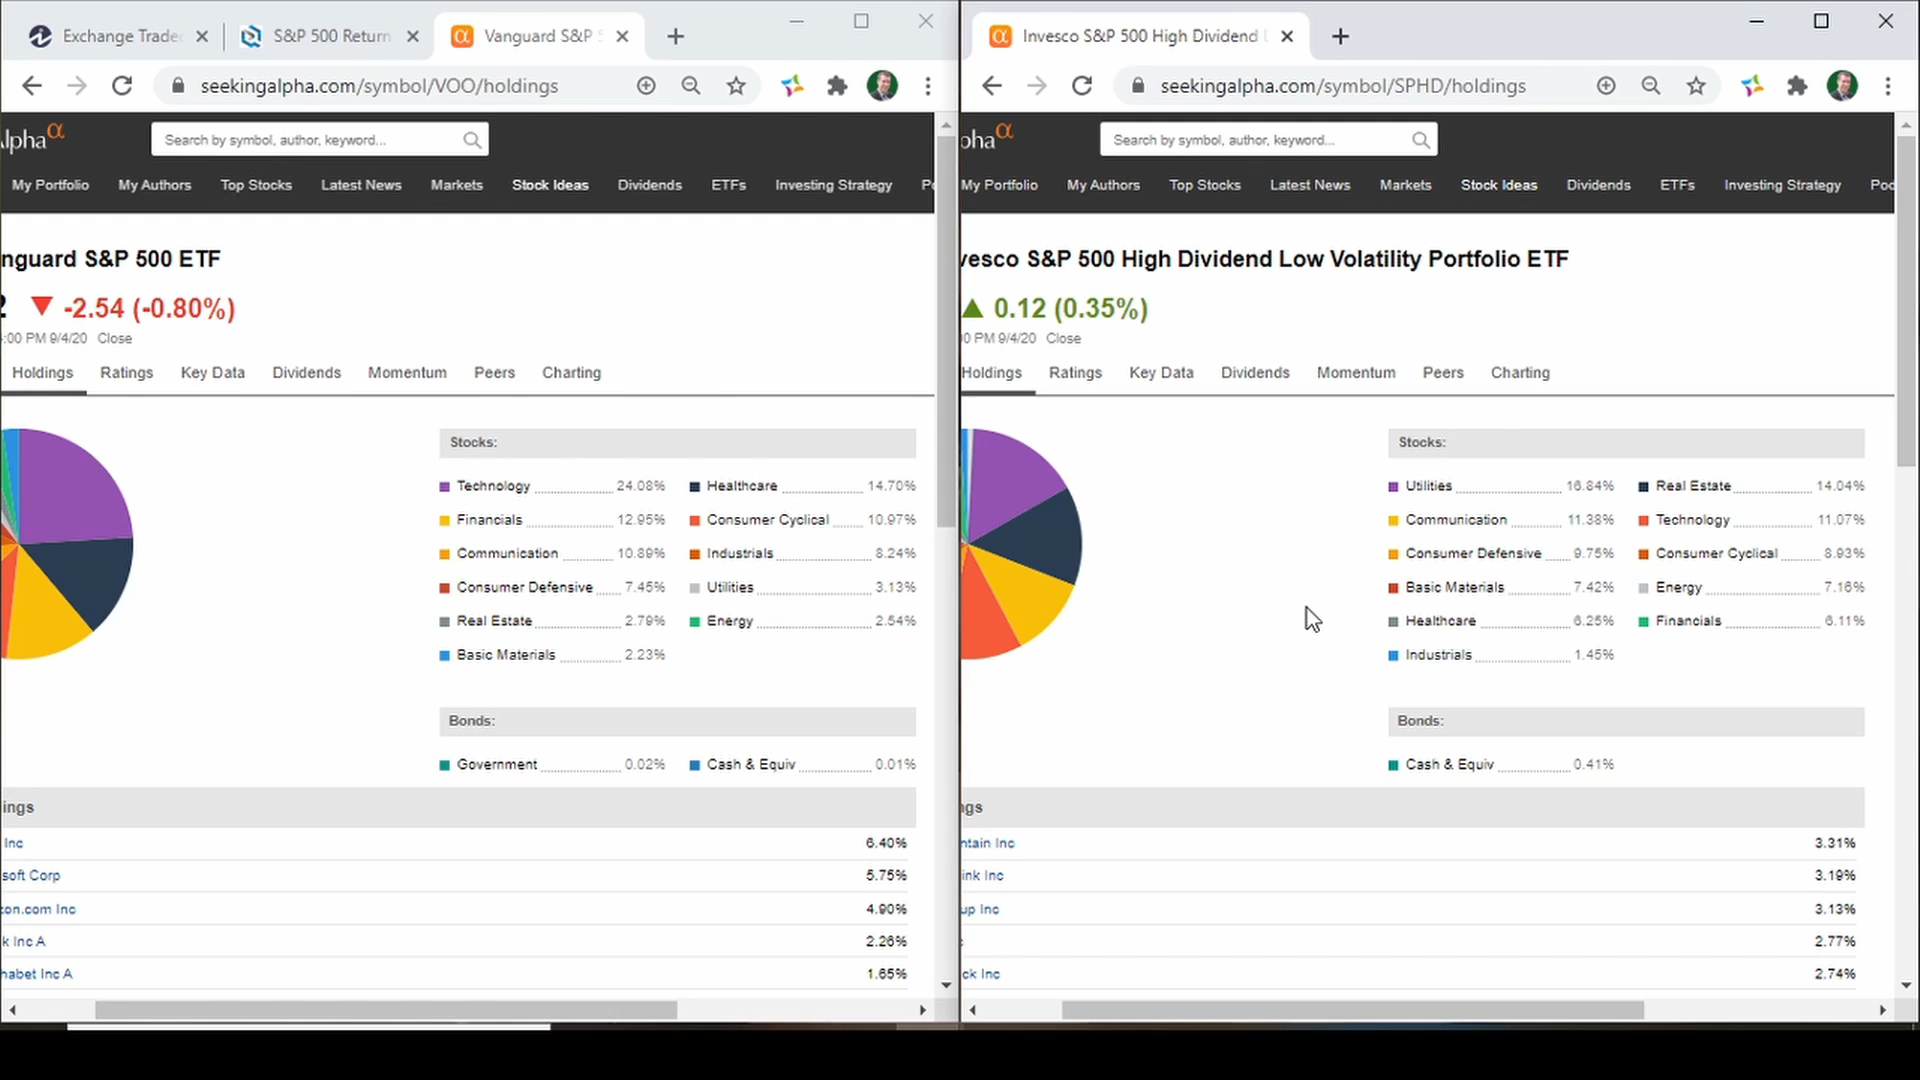 Exchange Trade
S&P 500 Return
Vanguard S&P 5
seekingalpha.com/symbol/VOO/holdings
lpha α
Search by symbol, author, keyword...
My Portfolio My Authors Top Stocks Latest News Markets Stock Ideas Dividends ETFs Investing Strategy Po
nguard S&P 500 ETF
2 ▼ -2.54 (-0.80%)
:00 PM 9/4/20 Close
Holdings Ratings Key Data Dividends Momentum Peers Charting
Stocks:
Technology 24.08% Healthcare 14.70%
Financials 12.95% Consumer Cyclical 10.97%
Communication 10.89% Industrials 8.24%
Consumer Defensive 7.45% Utilities 3.13%
Real Estate 2.79% Energy 2.54%
Basic Materials 2.23%
Bonds:
Government 0.02% Cash & Equiv 0.01%
ings
Inc 6.40%
soft Corp 5.75%
zon.com Inc 4.90%
k Inc A 2.26%
habet Inc A 1.65%
Invesco S&P 500 High Dividend L
seekingalpha.com/symbol/SPHD/holdings
pha α
Search by symbol, author, keyword...
My Portfolio My Authors Top Stocks Latest News Markets Stock Ideas Dividends ETFs Investing Strategy Poc
vesco S&P 500 High Dividend Low Volatility Portfolio ETF
▲ 0.12 (0.35%)
0 PM 9/4/20 Close
Holdings Ratings Key Data Dividends Momentum Peers Charting
Stocks:
Utilities 16.84% Real Estate 14.04%
Communication 11.38% Technology 11.07%
Consumer Defensive 9.75% Consumer Cyclical 8.93%
Basic Materials 7.42% Energy 7.16%
Healthcare 6.25% Financials 6.11%
Industrials 1.45%
Bonds:
Cash & Equiv 0.41%
ngs
ntain Inc 3.31%
ink Inc 3.19%
up Inc 3.13%
2.77%
ck Inc 2.74%